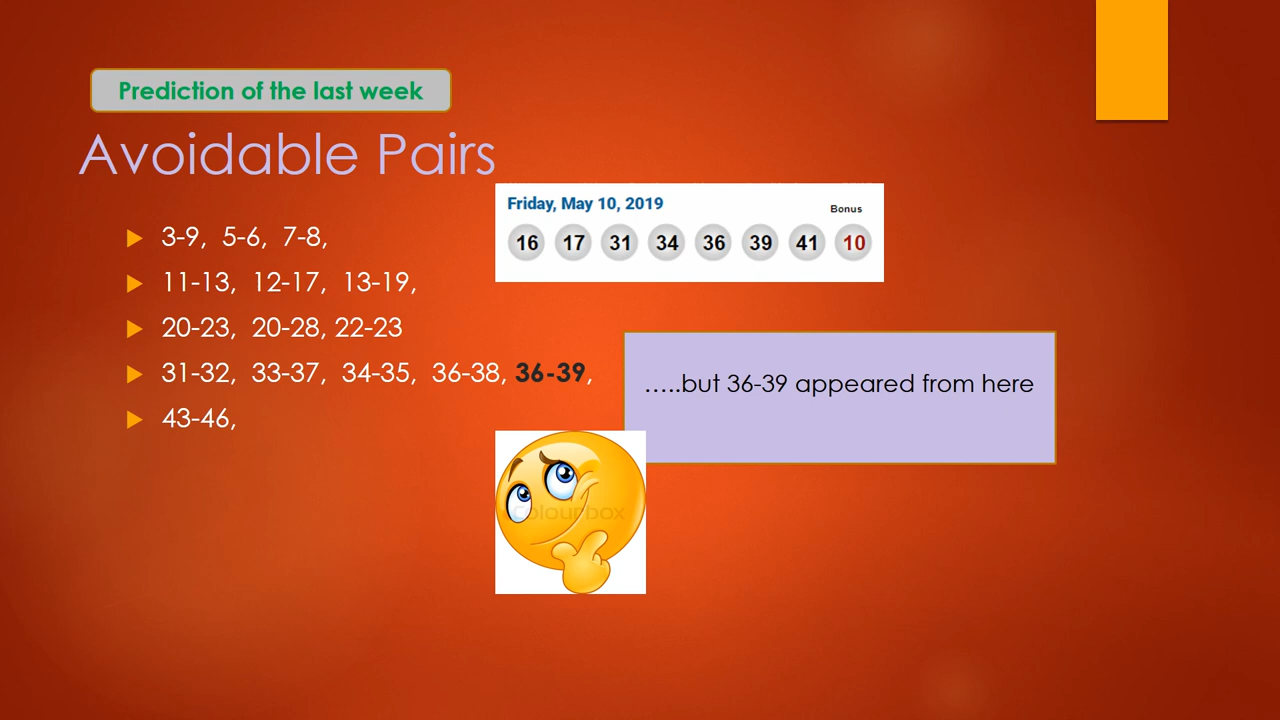 Prediction of the last week
Avoidable Pairs
Friday, May 10, 2019
Bonus
16 17 31 34 36 39 41 10
3-9, 5-6, 7-8,
11-13, 12-17, 13-19,
20-23, 20-28, 22-23
31-32, 33-37, 34-35, 36-38, 36-39,
43-46,
.....but 36-39 appeared from here
colourbox